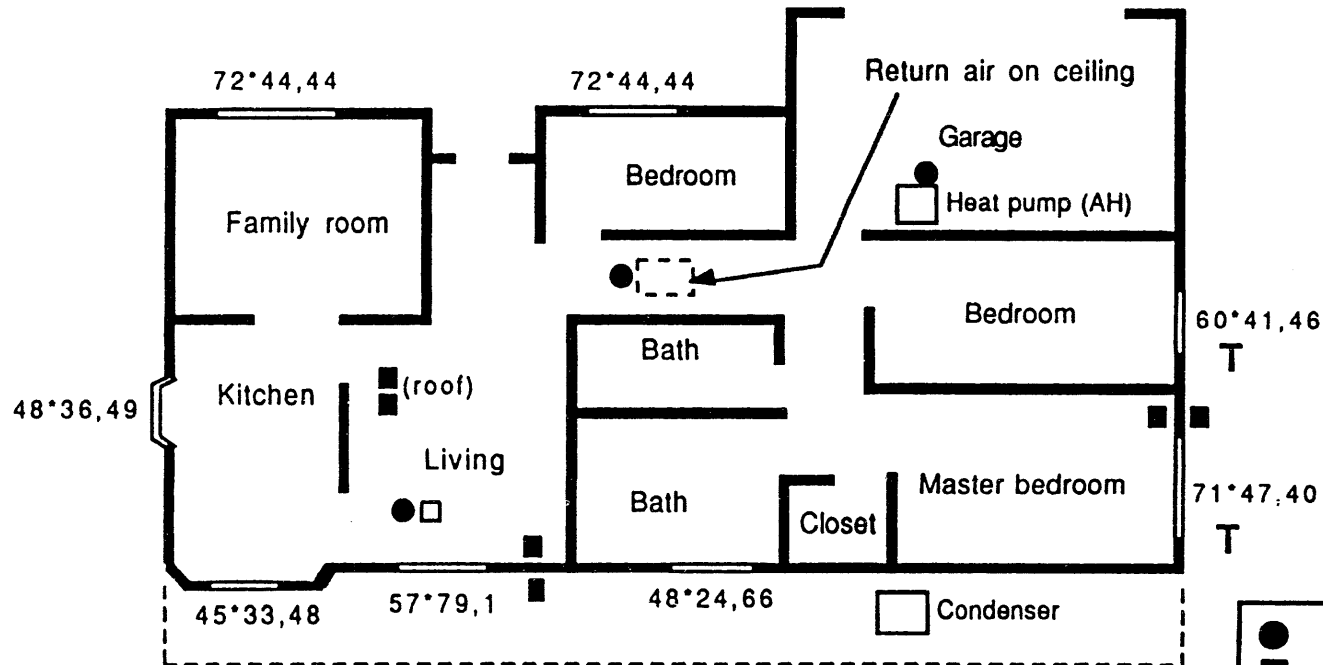 72*44,44
72*44,44
Return air on ceiling
Garage
Bedroom
Heat pump (AH)
Family room
Bedroom
60*41,46
T
Bath
Kitchen
(roof)
48*36,49
Living
Master bedroom
71*47,40
Bath
Closet
T
45*33,48
57*79,1
48*24,66
Condenser